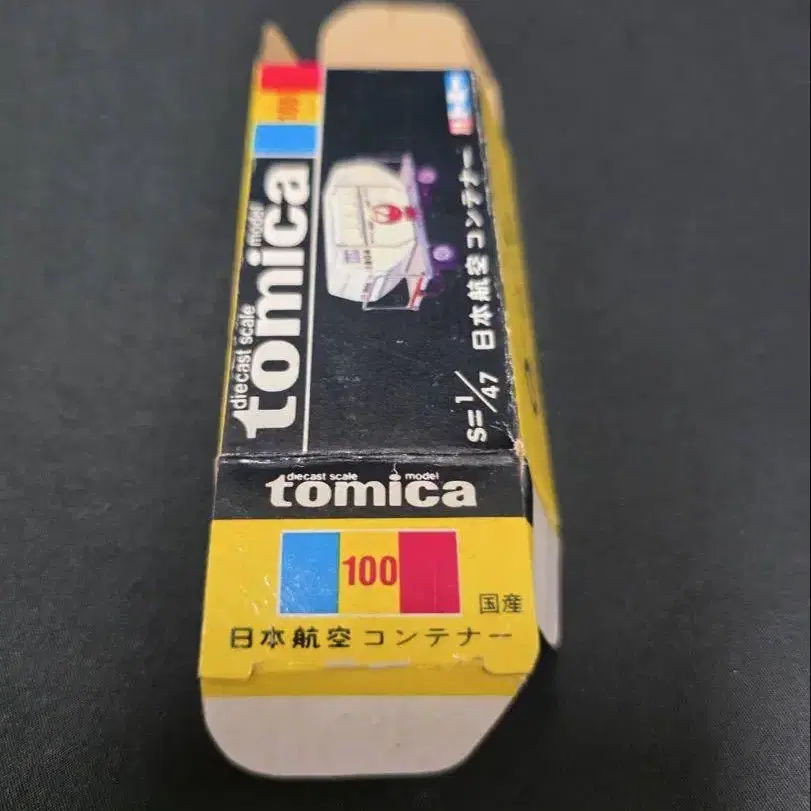 100
diecast scale model
tomica
S=1/47 日本航空コンテナー
diecast scale model
tomica
100
国産
日本航空 コンテナー